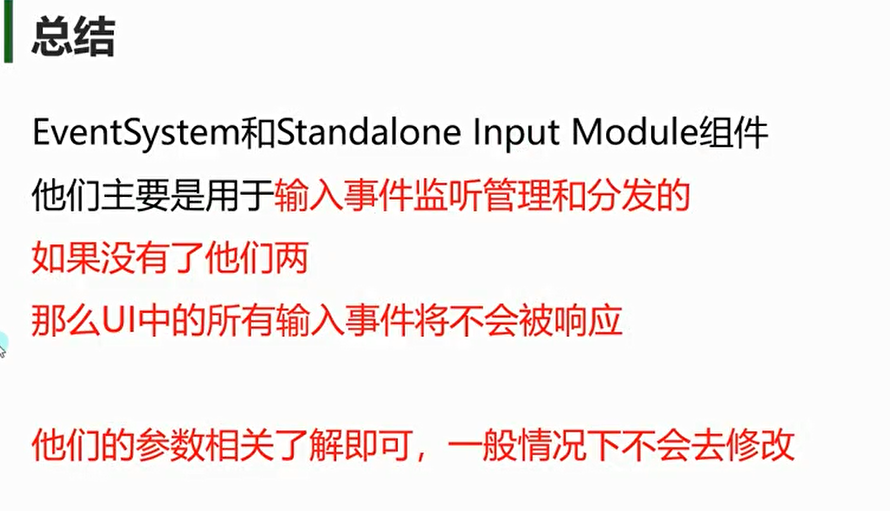 总结
EventSystem和Standalone Input Module组件
他们主要是用于输入事件监听管理和分发的
如果没有了他们两
那么UI中的所有输入事件将不会被响应
他们的参数相关了解即可，一般情况下不会去修改